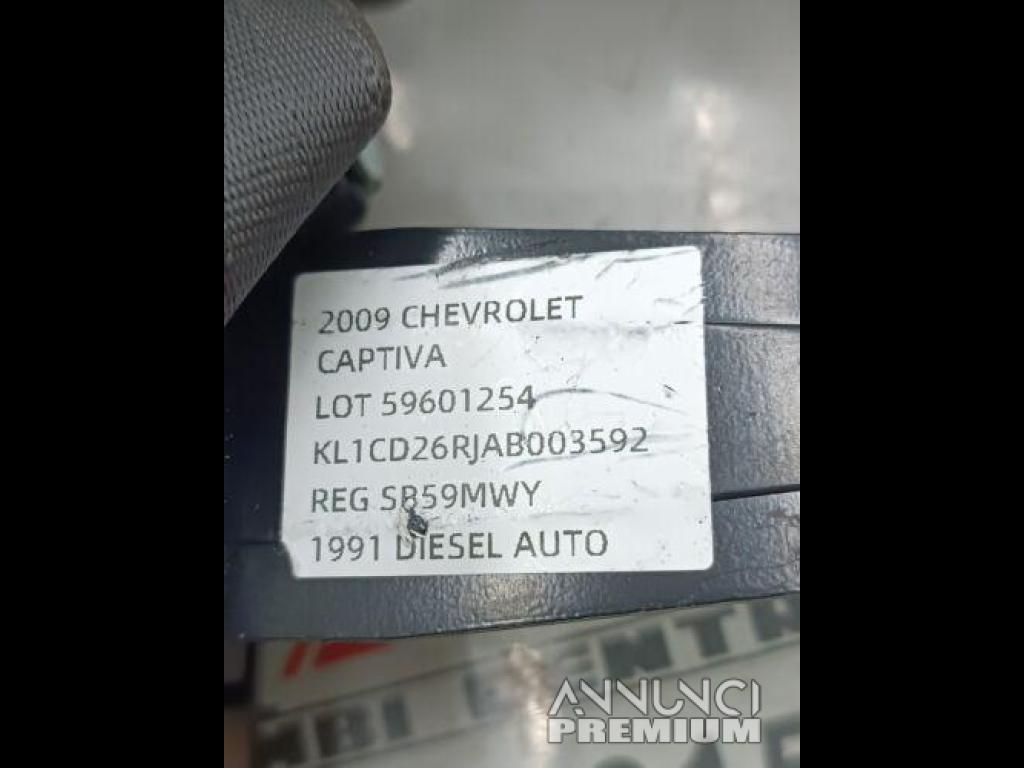 2009 CHEVROLET
CAPTIVA
LOT 59601254
KL1CD26RJAB003592
REG SB59MWY
1991 DIESEL AUTO
ANNUNCI
PREMIUM